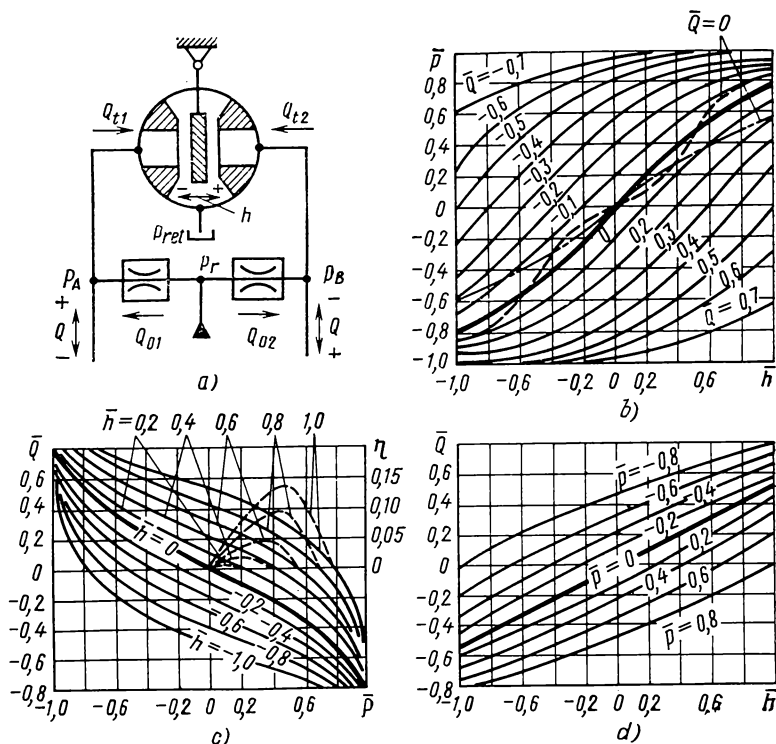 Q_t1
Q_t2
- +
h
p_ret
p_A
p_r
p_B
+
Q
-
Q_01
Q_02
-
Q
+
a)
Q̄=0
p̄
Q̄=-0,7
-0,6
-0,5
-0,4
-0,3
-0,2
-0,1
0
0,2
0,3
0,4
0,5
0,6
Q̄=0,7
0,8
0,6
0,4
0,2
0
-0,2
-0,4
-0,6
-0,8
-1,0
-1,0 -0,6 -0,2 0 0,2 0,6 h̄
b)
h̄=0,2 0,4 0,6 0,8 1,0
Q̄
0,6
0,4
0,2
0
-0,2
-0,4
-0,6
-0,8
η
0,15
0,10
0,05
0
h̄=0
-0,2
-0,4
-0,6
-0,8
h̄=-1,0
-1,0 -0,6 -0,2 0 0,2 0,6 p̄
c)
Q̄
0,6
0,4
0,2
0
-0,2
-0,4
-0,6
-0,8
p̄=-0,8
-0,6
-0,4
-0,2
p̄=0
0,2
0,4
0,6
p̄=0,8
-1,0 -0,6 -0,2 0 0,2 0,6 h̄
d)